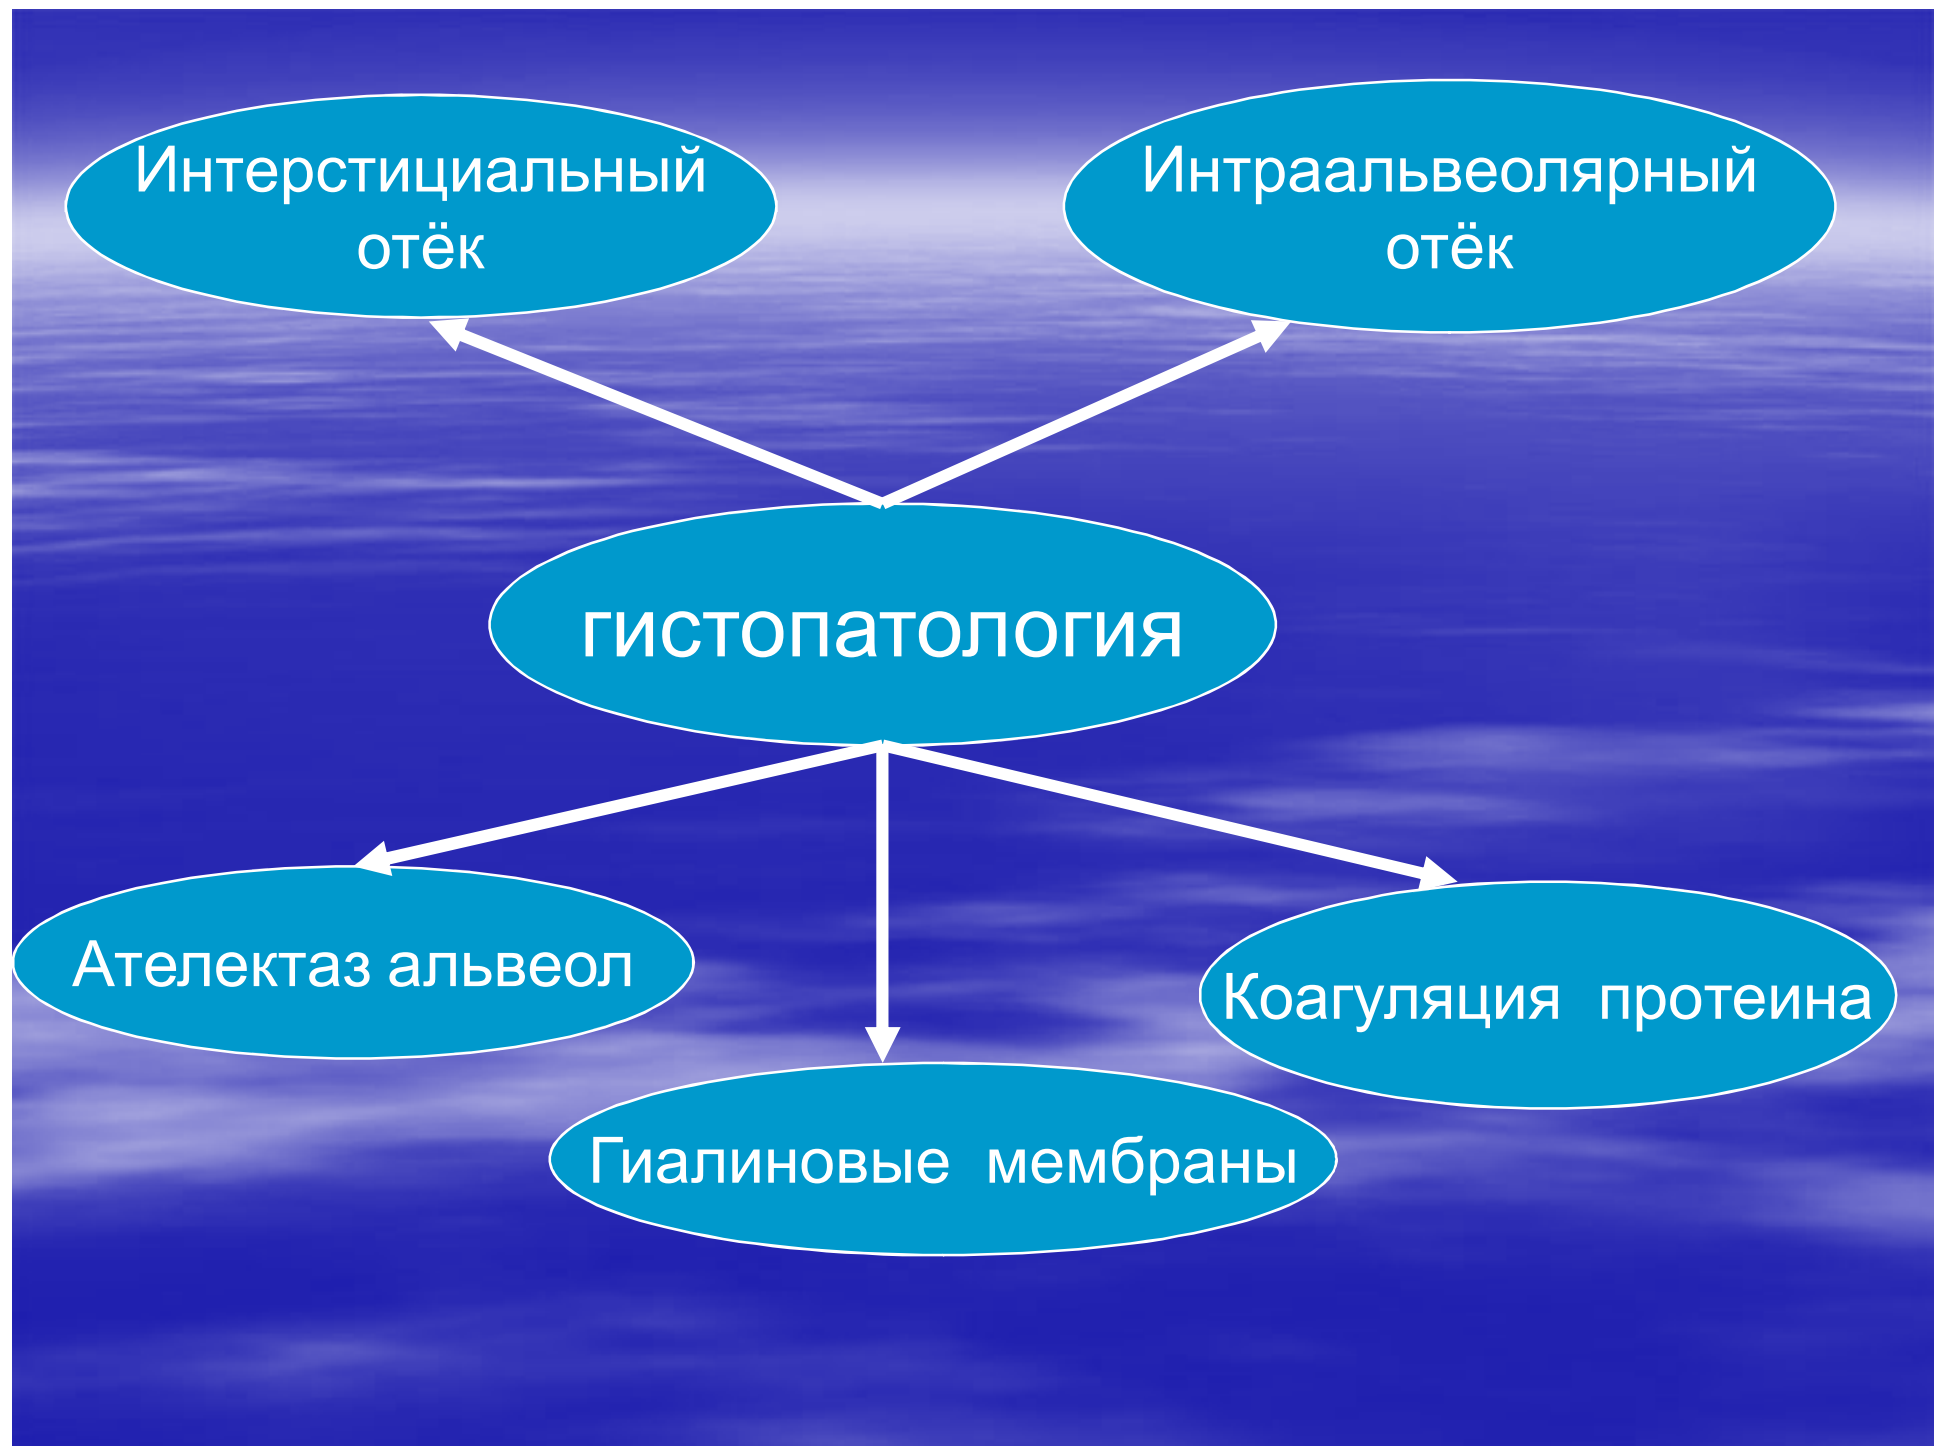 Интерстициальный
отёк
Интраальвеолярный
отёк
гистопатология
Ателектаз альвеол
Коагуляция протеина
Гиалиновые мембраны